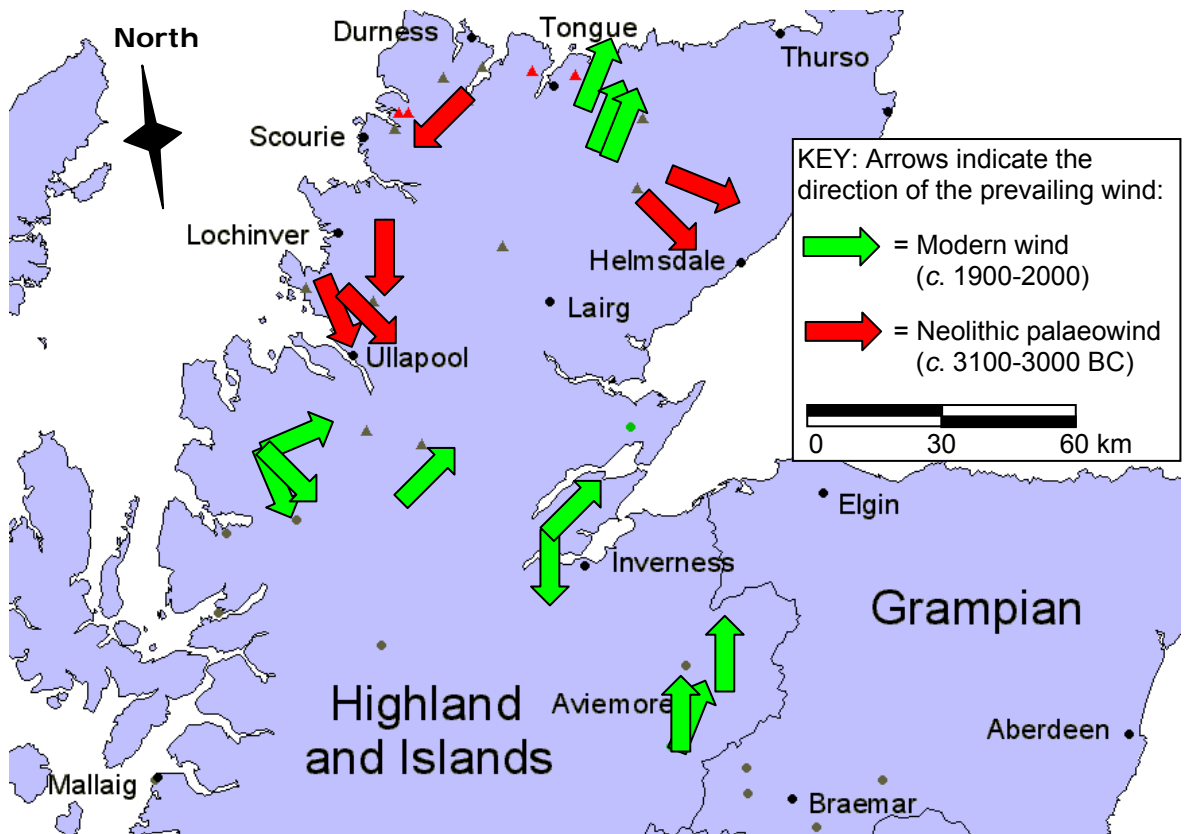 North
Durness
Tongue
Thurso
Scourie
KEY: Arrows indicate the
direction of the prevailing wind:
= Modern wind
(c. 1900-2000)
= Neolithic palaeowind
(c. 3100-3000 BC)
0 30 60 km
Lochinver
Helmsdale
Lairg
Ullapool
Elgin
Inverness
Grampian
Highland
and Islands
Aviemore
Aberdeen
Mallaig
Braemar